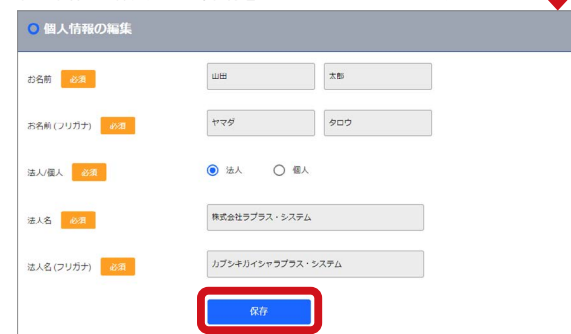 個人情報の編集
お名前 必須 山田 太郎
お名前(フリガナ) 必須 ヤマダ タロウ
法人/個人 必須 法人 個人
法人名 必須 株式会社ラプラス・システム
法人名(フリガナ) 必須 カブシキガイシャラプラス・システム
保存